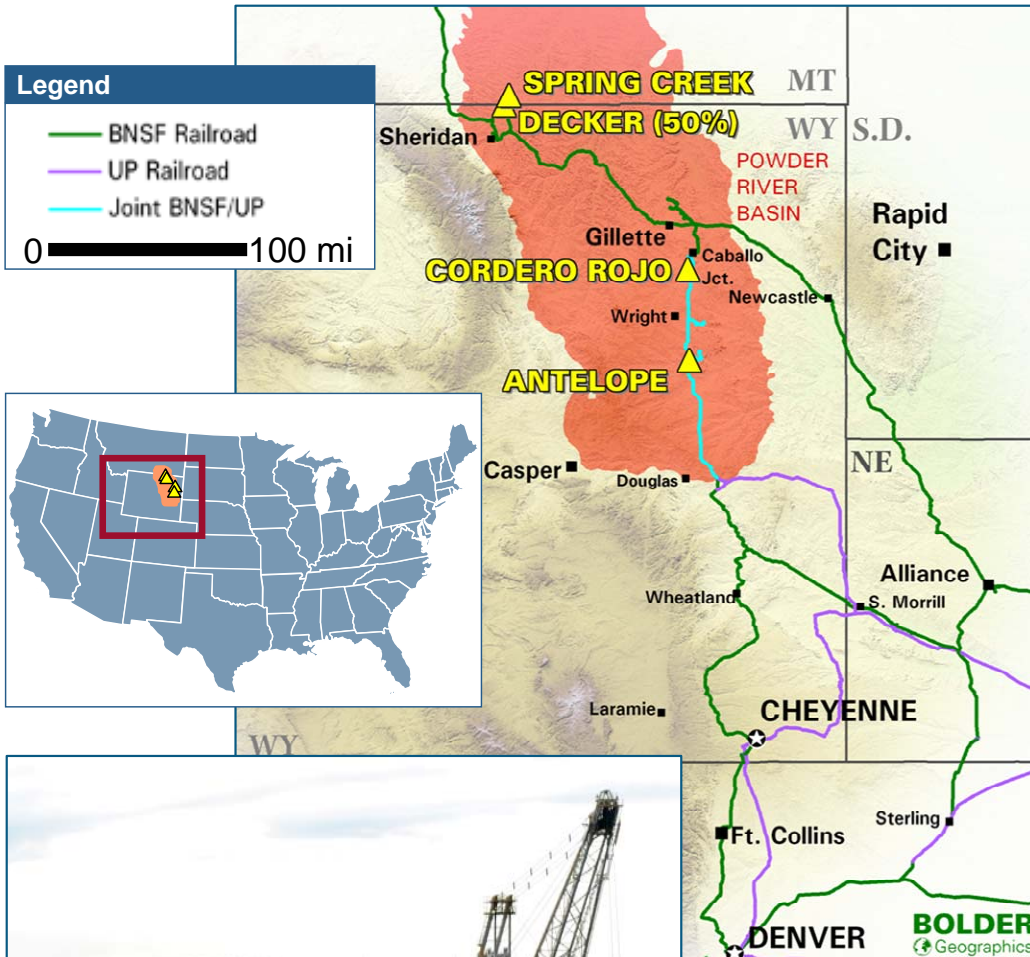 Legend
BNSF Railroad
UP Railroad
Joint BNSF/UP
0 100 mi
SPRING CREEK
MT
DECKER (50%)
WY
S.D.
Sheridan
POWDER
RIVER
BASIN
Rapid
City
Gillette
Caballo
Jct.
CORDERO ROJO
Newcastle
Wright
ANTELOPE
NE
Casper
Douglas
Alliance
Wheatland
S. Morrill
Laramie
CHEYENNE
WY
Sterling
Ft. Collins
DENVER
BOLDER
Geographics